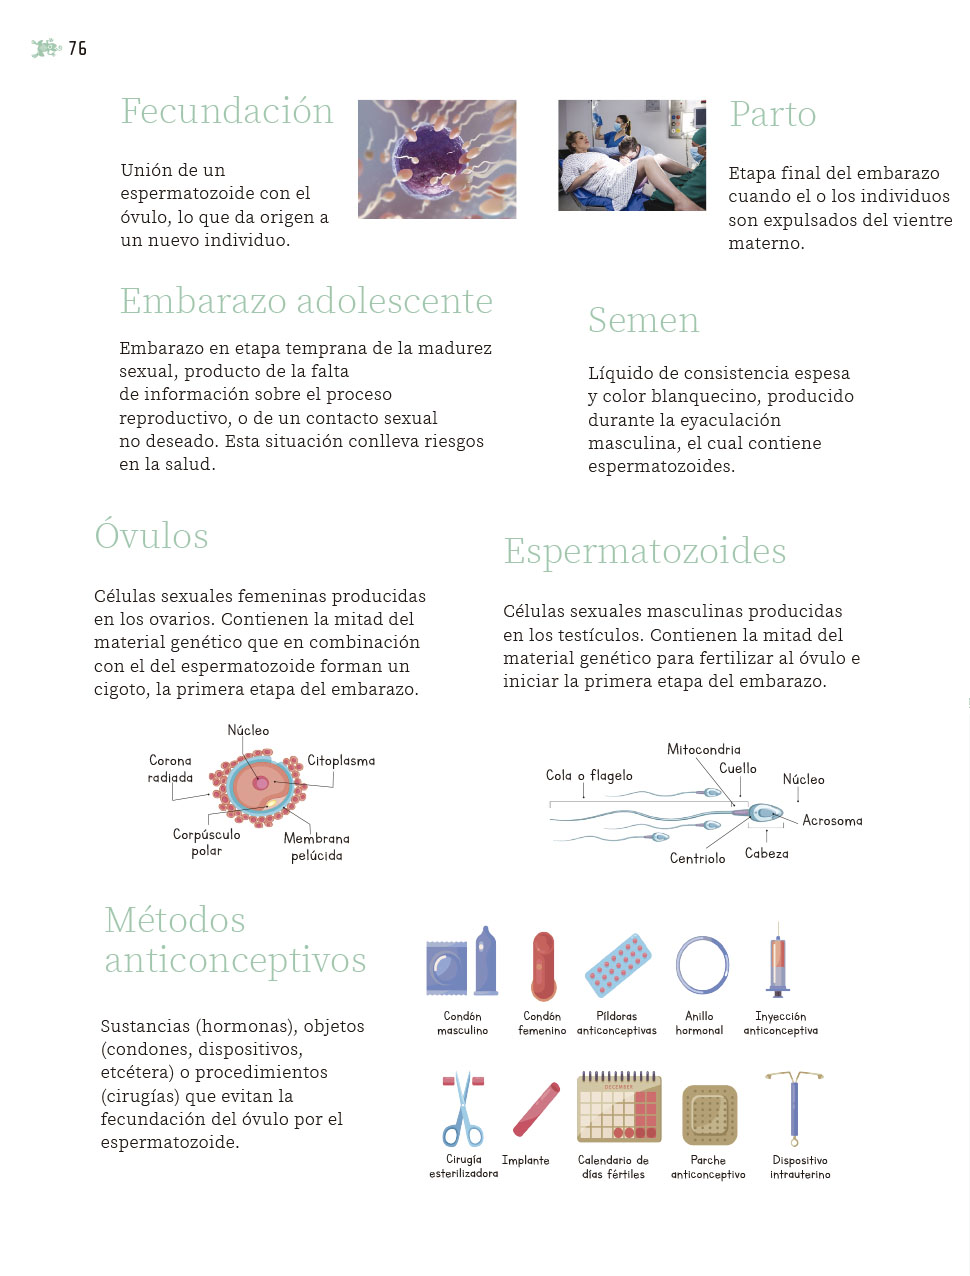 76
Fecundación
Unión de un
espermatozoide con el
óvulo, lo que da origen a
un nuevo individuo.
Parto
Etapa final del embarazo
cuando el o los individuos
son expulsados del vientre
materno.
Embarazo adolescente
Embarazo en etapa temprana de la madurez
sexual, producto de la falta
de información sobre el proceso
reproductivo, o de un contacto sexual
no deseado. Esta situación conlleva riesgos
en la salud.
Semen
Líquido de consistencia espesa
y color blanquecino, producido
durante la eyaculación
masculina, el cual contiene
espermatozoides.
Óvulos
Células sexuales femeninas producidas
en los ovarios. Contienen la mitad del
material genético que en combinación
con el del espermatozoide forman un
cigoto, la primera etapa del embarazo.
Núcleo
Corona
radiada
Citoplasma
Corpúsculo
polar
Membrana
pelúcida
Espermatozoides
Células sexuales masculinas producidas
en los testículos. Contienen la mitad del
material genético para fertilizar al óvulo e
iniciar la primera etapa del embarazo.
Mitocondria
Cola o flagelo
Cuello
Núcleo
Acrosoma
Centriolo
Cabeza
Métodos
anticonceptivos
Sustancias (hormonas), objetos
(condones, dispositivos,
etcétera) o procedimientos
(cirugías) que evitan la
fecundación del óvulo por el
espermatozoide.
Condón
masculino
Condón
femenino
Píldoras
anticonceptivas
Anillo
hormonal
Inyección
anticonceptiva
DECEMBER
Cirugía
esterilizadora
Implante
Calendario de
días fértiles
Parche
anticonceptivo
Dispositivo
intrauterino